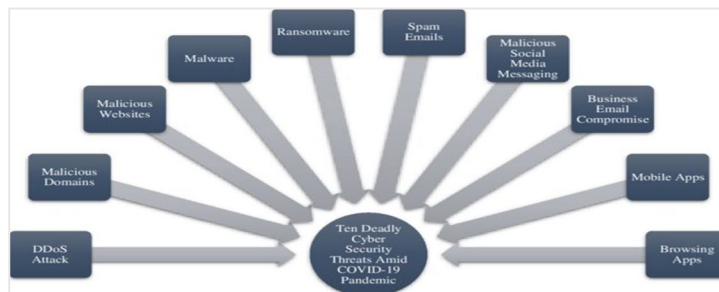 DDoS
Attack
Malicious
Domains
Malicious
Websites
Malware
Ransomware
Spam
Emails
Malicious
Social
Media
Messaging
Business
Email
Compromise
Mobile Apps
Browsing
Apps
Ten Deadly
Cyber
Security
Threats Amid
COVID-19
Pandemic